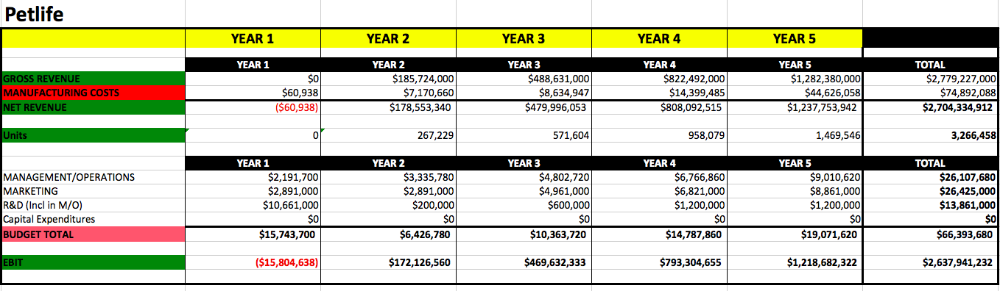 Petlife
YEAR 1 YEAR 2 YEAR 3 YEAR 4 YEAR 5
YEAR 1 YEAR 2 YEAR 3 YEAR 4 YEAR 5 TOTAL
GROSS REVENUE $0 $185,724,000 $488,631,000 $822,492,000 $1,282,380,000 $2,779,227,000
MANUFACTURING COSTS $60,938 $7,170,660 $8,634,947 $14,399,485 $44,626,058 $74,892,088
NET REVENUE ($60,938) $178,553,340 $479,996,053 $808,092,515 $1,237,753,942 $2,704,334,912
Units 0 267,229 571,604 958,079 1,469,546 3,266,458
YEAR 1 YEAR 2 YEAR 3 YEAR 4 YEAR 5 TOTAL
MANAGEMENT/OPERATIONS $2,191,700 $3,335,780 $4,802,720 $6,766,860 $9,010,620 $26,107,680
MARKETING $2,891,000 $2,891,000 $4,961,000 $6,821,000 $8,861,000 $26,425,000
R&D (Incl in M/O) $10,661,000 $200,000 $600,000 $1,200,000 $1,200,000 $13,861,000
Capital Expenditures $0 $0 $0 $0 $0 $0
BUDGET TOTAL $15,743,700 $6,426,780 $10,363,720 $14,787,860 $19,071,620 $66,393,680
EBIT ($15,804,638) $172,126,560 $469,632,333 $793,304,655 $1,218,682,322 $2,637,941,232